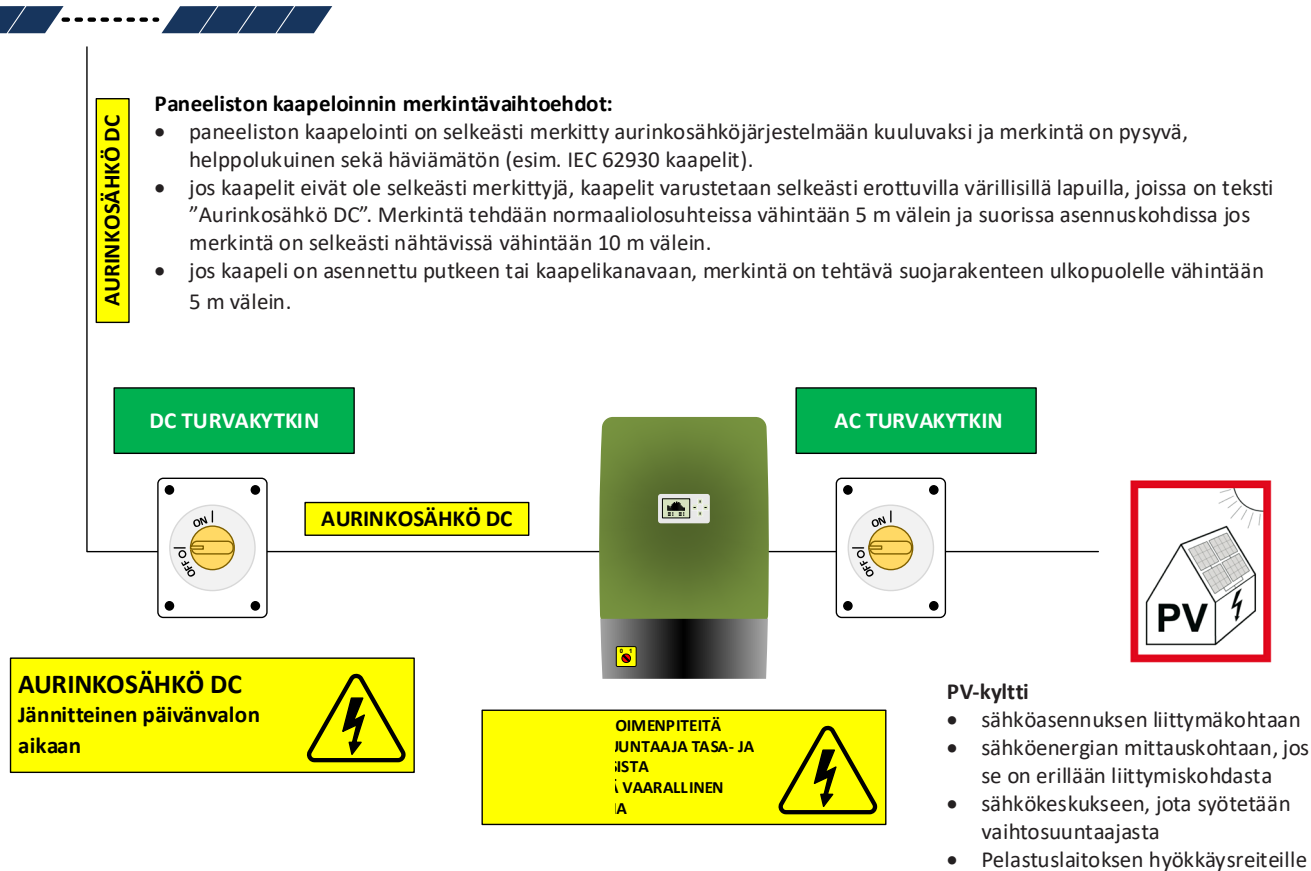 AURINKOSÄHKÖ DC
Paneeliston kaapeloinnin merkintävaihtoehdot:
• paneeliston kaapelointi on selkeästi merkitty aurinkosähköjärjestelmään kuuluvaksi ja merkintä on pysyvä,
helppolukuinen sekä häviämätön (esim. IEC 62930 kaapelit).
• jos kaapelit eivät ole selkeästi merkittyjä, kaapelit varustetaan selkeästi erottuvilla värillisillä lapuilla, joissa on teksti
”Aurinkosähkö DC”. Merkintä tehdään normaaliolosuhteissa vähintään 5 m välein ja suorissa asennuskohdissa jos
merkintä on selkeästi nähtävissä vähintään 10 m välein.
• jos kaapeli on asennettu putkeen tai kaapelikanavaan, merkintä on tehtävä suojarakenteen ulkopuolelle vähintään
5 m välein.
DC TURVAKYTKIN
AC TURVAKYTKIN
ON
OFF
AURINKOSÄHKÖ DC
ON
OFF
PV
0 1
AURINKOSÄHKÖ DC
Jännitteinen päivänvalon
aikaan
OIMENPITEITÄ
TASA- JA
VAARALLINEN
PV-kyltti
• sähköasennuksen liittymäkohtaan
• sähköenergian mittauskohtaan, jos
se on erillään liittymiskohdasta
• sähkökeskukseen, jota syötetään
vaihtosuuntaajasta
• Pelastuslaitoksen hyökkäysreiteille